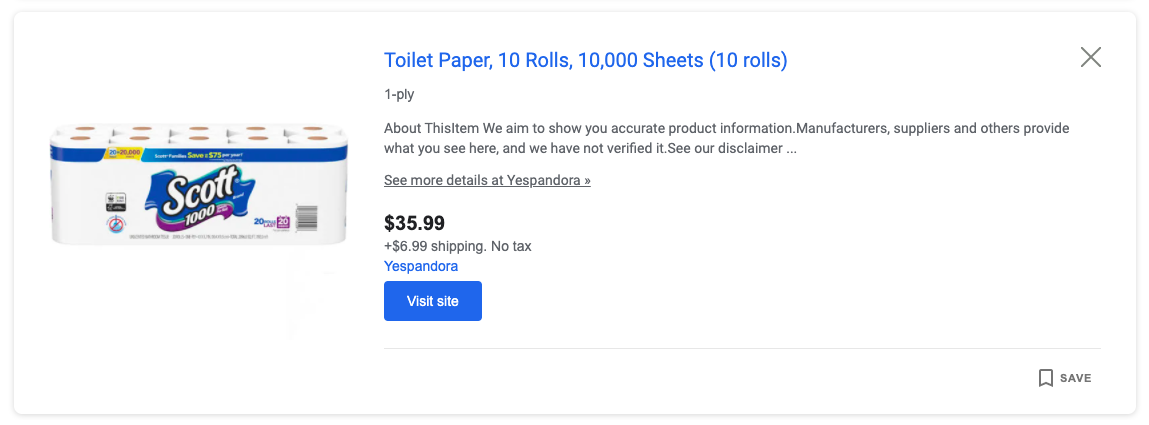 Toilet Paper, 10 Rolls, 10,000 Sheets (10 rolls)
1-ply
About ThisItem We aim to show you accurate product information.Manufacturers, suppliers and others provide
what you see here, and we have not verified it.See our disclaimer ...
See more details at Yespandora »
$35.99
+$6.99 shipping. No tax
Yespandora
Visit site
SAVE
20=20,000
Scott Families Save $75 per year!
Scott
1000
20
20